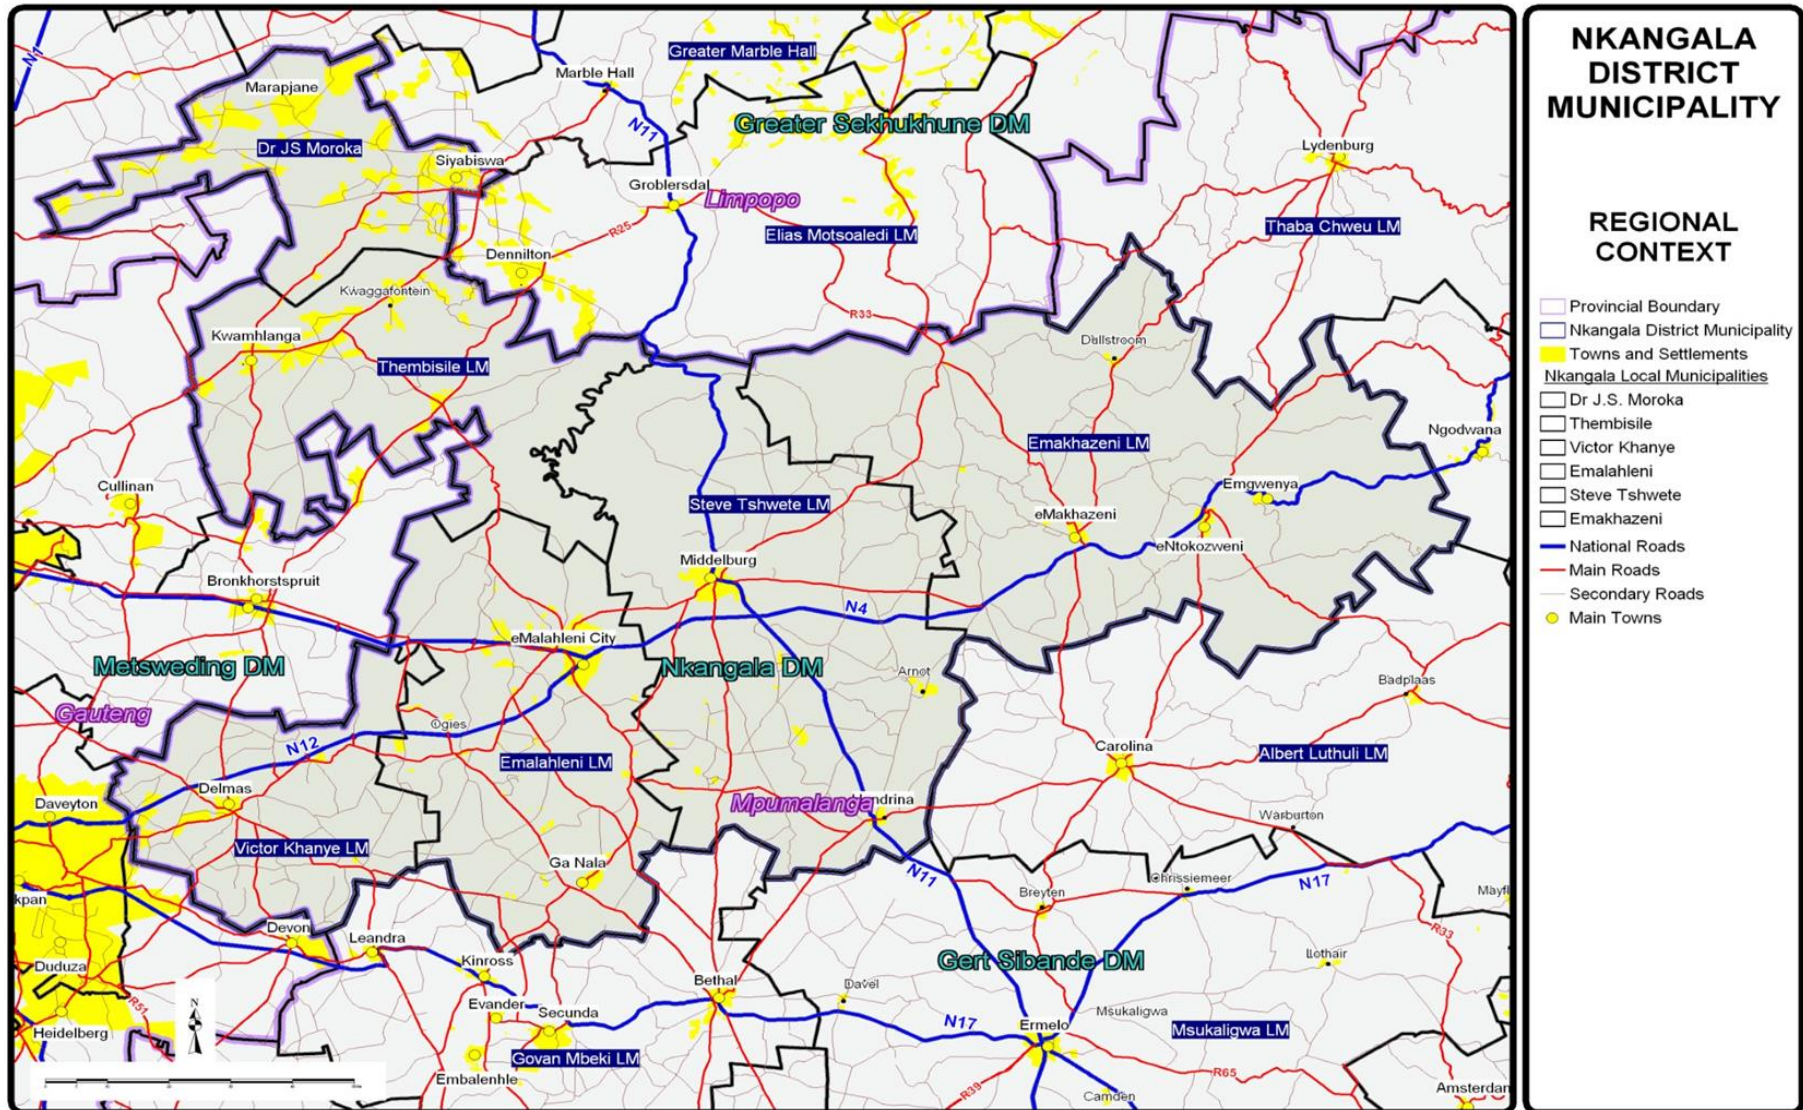 NKANGALA
DISTRICT
MUNICIPALITY
REGIONAL
CONTEXT
Provincial Boundary
Nkangala District Municipality
Towns and Settlements
Nkangala Local Municipalities
Dr J.S. Moroka
Thembisile
Victor Khanye
Emalahleni
Steve Tshwete
Emakhazeni
National Roads
Main Roads
Secondary Roads
Main Towns
N1
Greater Marble Hall
Marble Hall
Marapjane
N11
Greater Sekhukhune DM
Dr JS Moroka
Siyabiswa
Lydenburg
Groblersdal
Limpopo
R25
Elias Motsoaledi LM
Thaba Chweu LM
Dennilton
Kwaggafontein
R33
Kwamhlanga
Dullstroom
Thembisile LM
Ngodwana
Emakhazeni LM
Cullinan
Emgwenya
Steve Tshwete LM
eMakhazeni
eNtokozweni
Middelburg
Bronkhorstspruit
N4
eMalahleni City
Metsweding DM
Nkangala DM
Arnot
Badplaas
Gauteng
Ogies
N12
Carolina
Albert Luthuli LM
Emalahleni LM
Delmas
Daveyton
Mpumalanga
Warburton
Victor Khanye LM
Ga Nala
N11
Chrissiemeer
N17
Breyten
kpan
Devon
Leandra
R33
Kinross
Gert Sibande DM
Lothair
Duduza
Bethal
Davel
R51
Evander
Secunda
Msukaligwa
N17
Ermelo
Msukaligwa LM
Heidelberg
Govan Mbeki LM
Embalenhle
R65
R39
Camden
Amsterdan
N